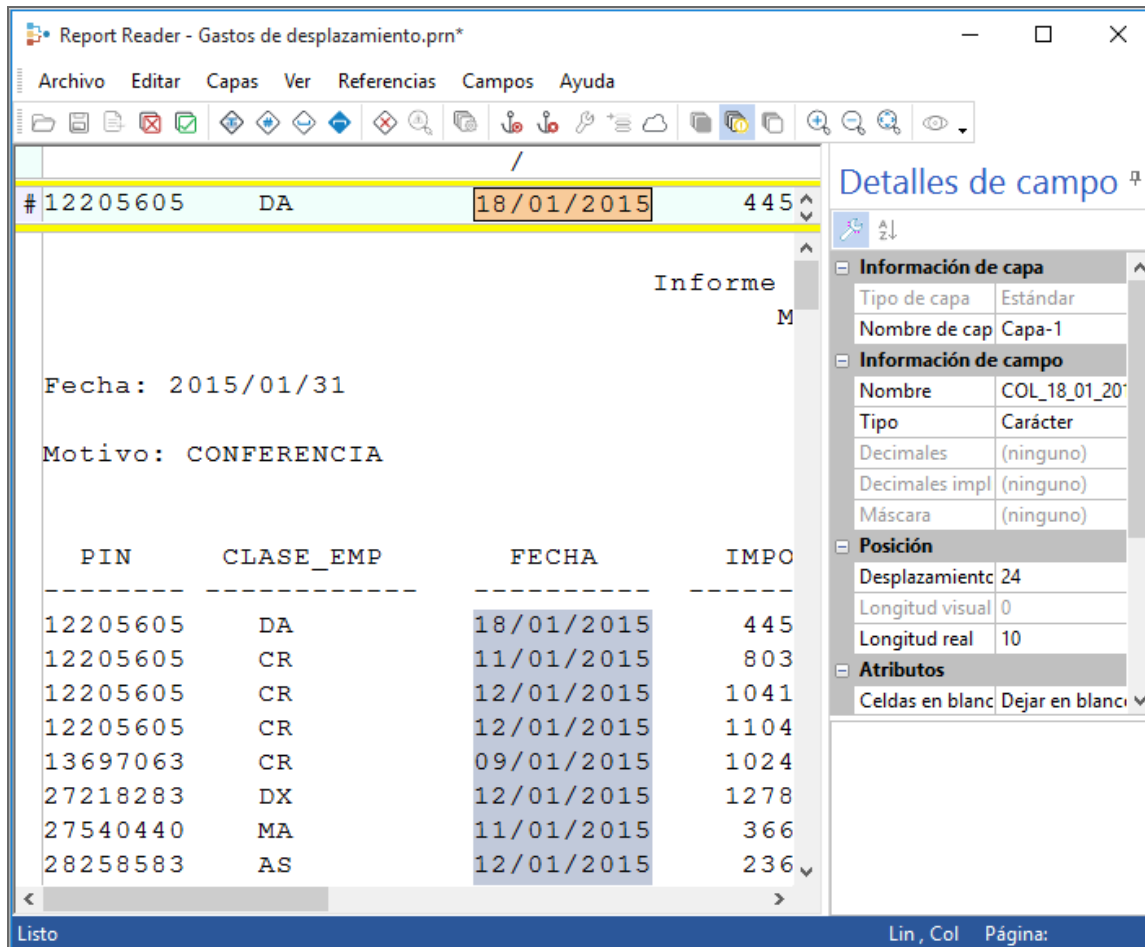 Report Reader - Gastos de desplazamiento.prn*
Archivo Editar Capas Ver Referencias Campos Ayuda
/
# 12205605 DA 18/01/2015 445
Informe
M
Fecha: 2015/01/31
Motivo: CONFERENCIA
PIN CLASE_EMP FECHA IMPO
-------- ------------ ---------- ------
12205605 DA 18/01/2015 445
12205605 CR 11/01/2015 803
12205605 CR 12/01/2015 1041
12205605 CR 12/01/2015 1104
13697063 CR 09/01/2015 1024
27218283 DX 12/01/2015 1278
27540440 MA 11/01/2015 366
28258583 AS 12/01/2015 236
Detalles de campo
Información de capa
Tipo de capa Estándar
Nombre de cap Capa-1
Información de campo
Nombre COL_18_01_201
Tipo Carácter
Decimales (ninguno)
Decimales impl (ninguno)
Máscara (ninguno)
Posición
Desplazamiento 24
Longitud visual 0
Longitud real 10
Atributos
Celdas en blanc Dejar en blanco
Listo
Lin , Col Página: